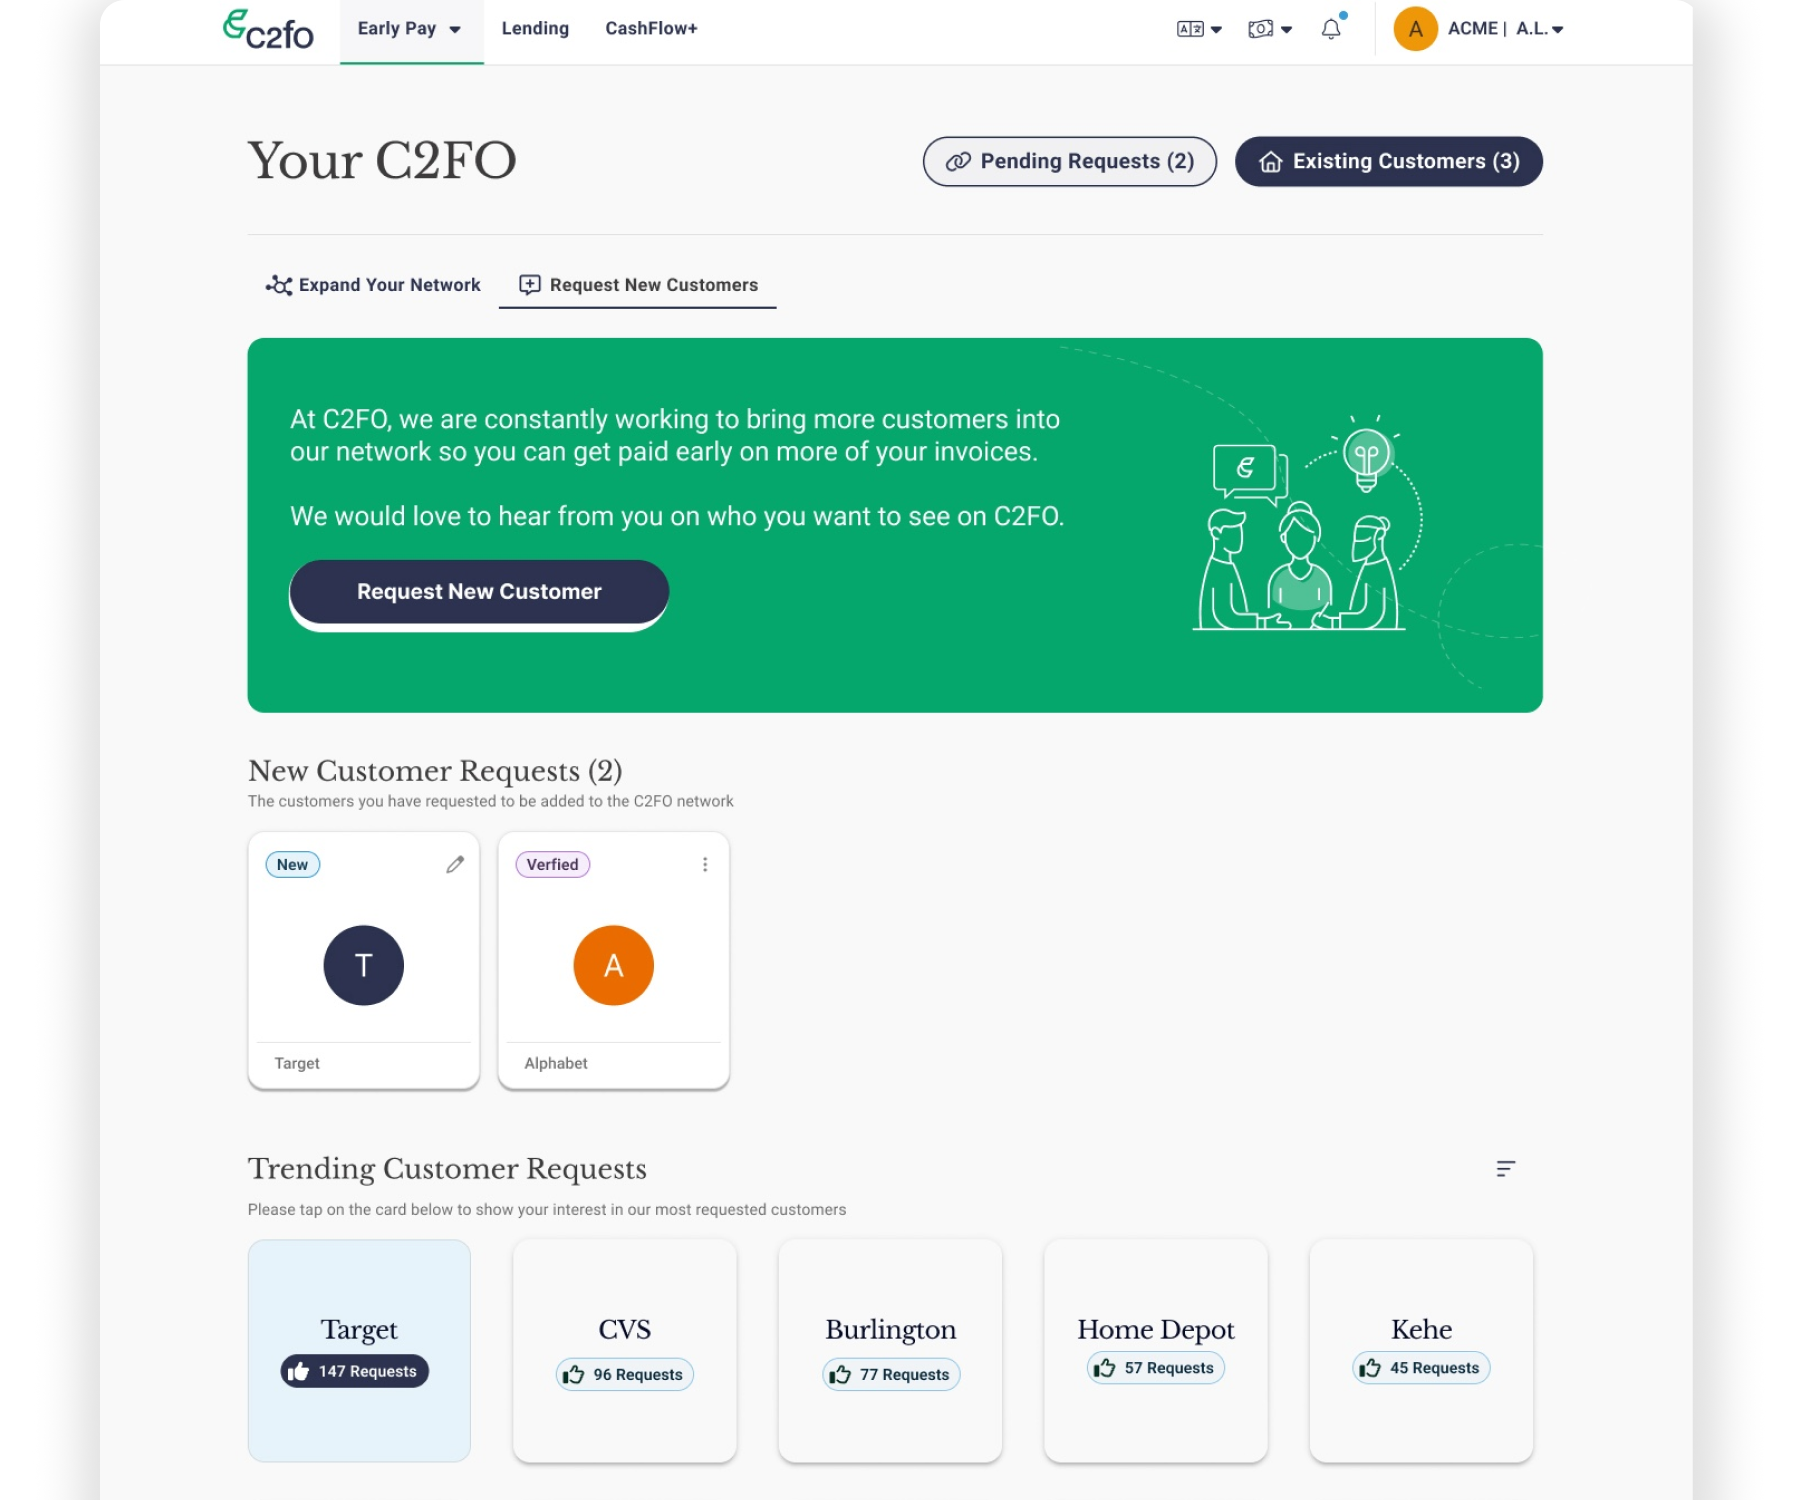 c2fo
Early Pay
Lending
CashFlow+
A
ACME | A.L.
Your C2FO
Pending Requests (2)
Existing Customers (3)
Expand Your Network
Request New Customers
At C2FO, we are constantly working to bring more customers into
our network so you can get paid early on more of your invoices.
We would love to hear from you on who you want to see on C2FO.
Request New Customer
New Customer Requests (2)
The customers you have requested to be added to the C2FO network
New
T
Target
Verfied
A
Alphabet
Trending Customer Requests
Please tap on the card below to show your interest in our most requested customers
Target
147 Requests
CVS
96 Requests
Burlington
77 Requests
Home Depot
57 Requests
Kehe
45 Requests